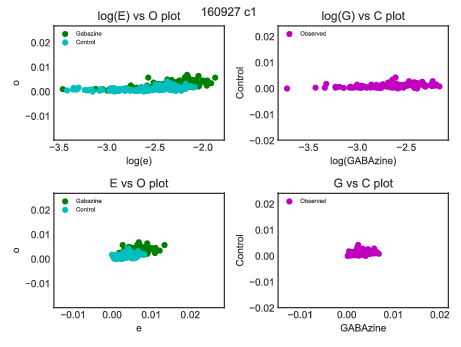 160927 c1
log(E) vs O plot
0.02
0.01
0.00
−0.01
o
Gabazine
Control
−3.5 −3.0 −2.5 −2.0
log(e)
log(G) vs C plot
0.02
0.01
0.00
−0.01
−0.02
Control
Observed
−3.5 −3.0 −2.5
log(GABAzine)
E vs O plot
0.02
0.01
0.00
−0.01
o
Gabazine
Control
−0.01 0.00 0.01 0.02
e
G vs C plot
0.02
0.01
0.00
−0.01
−0.02
Control
Observed
−0.01 0.00 0.01 0.02
GABAzine